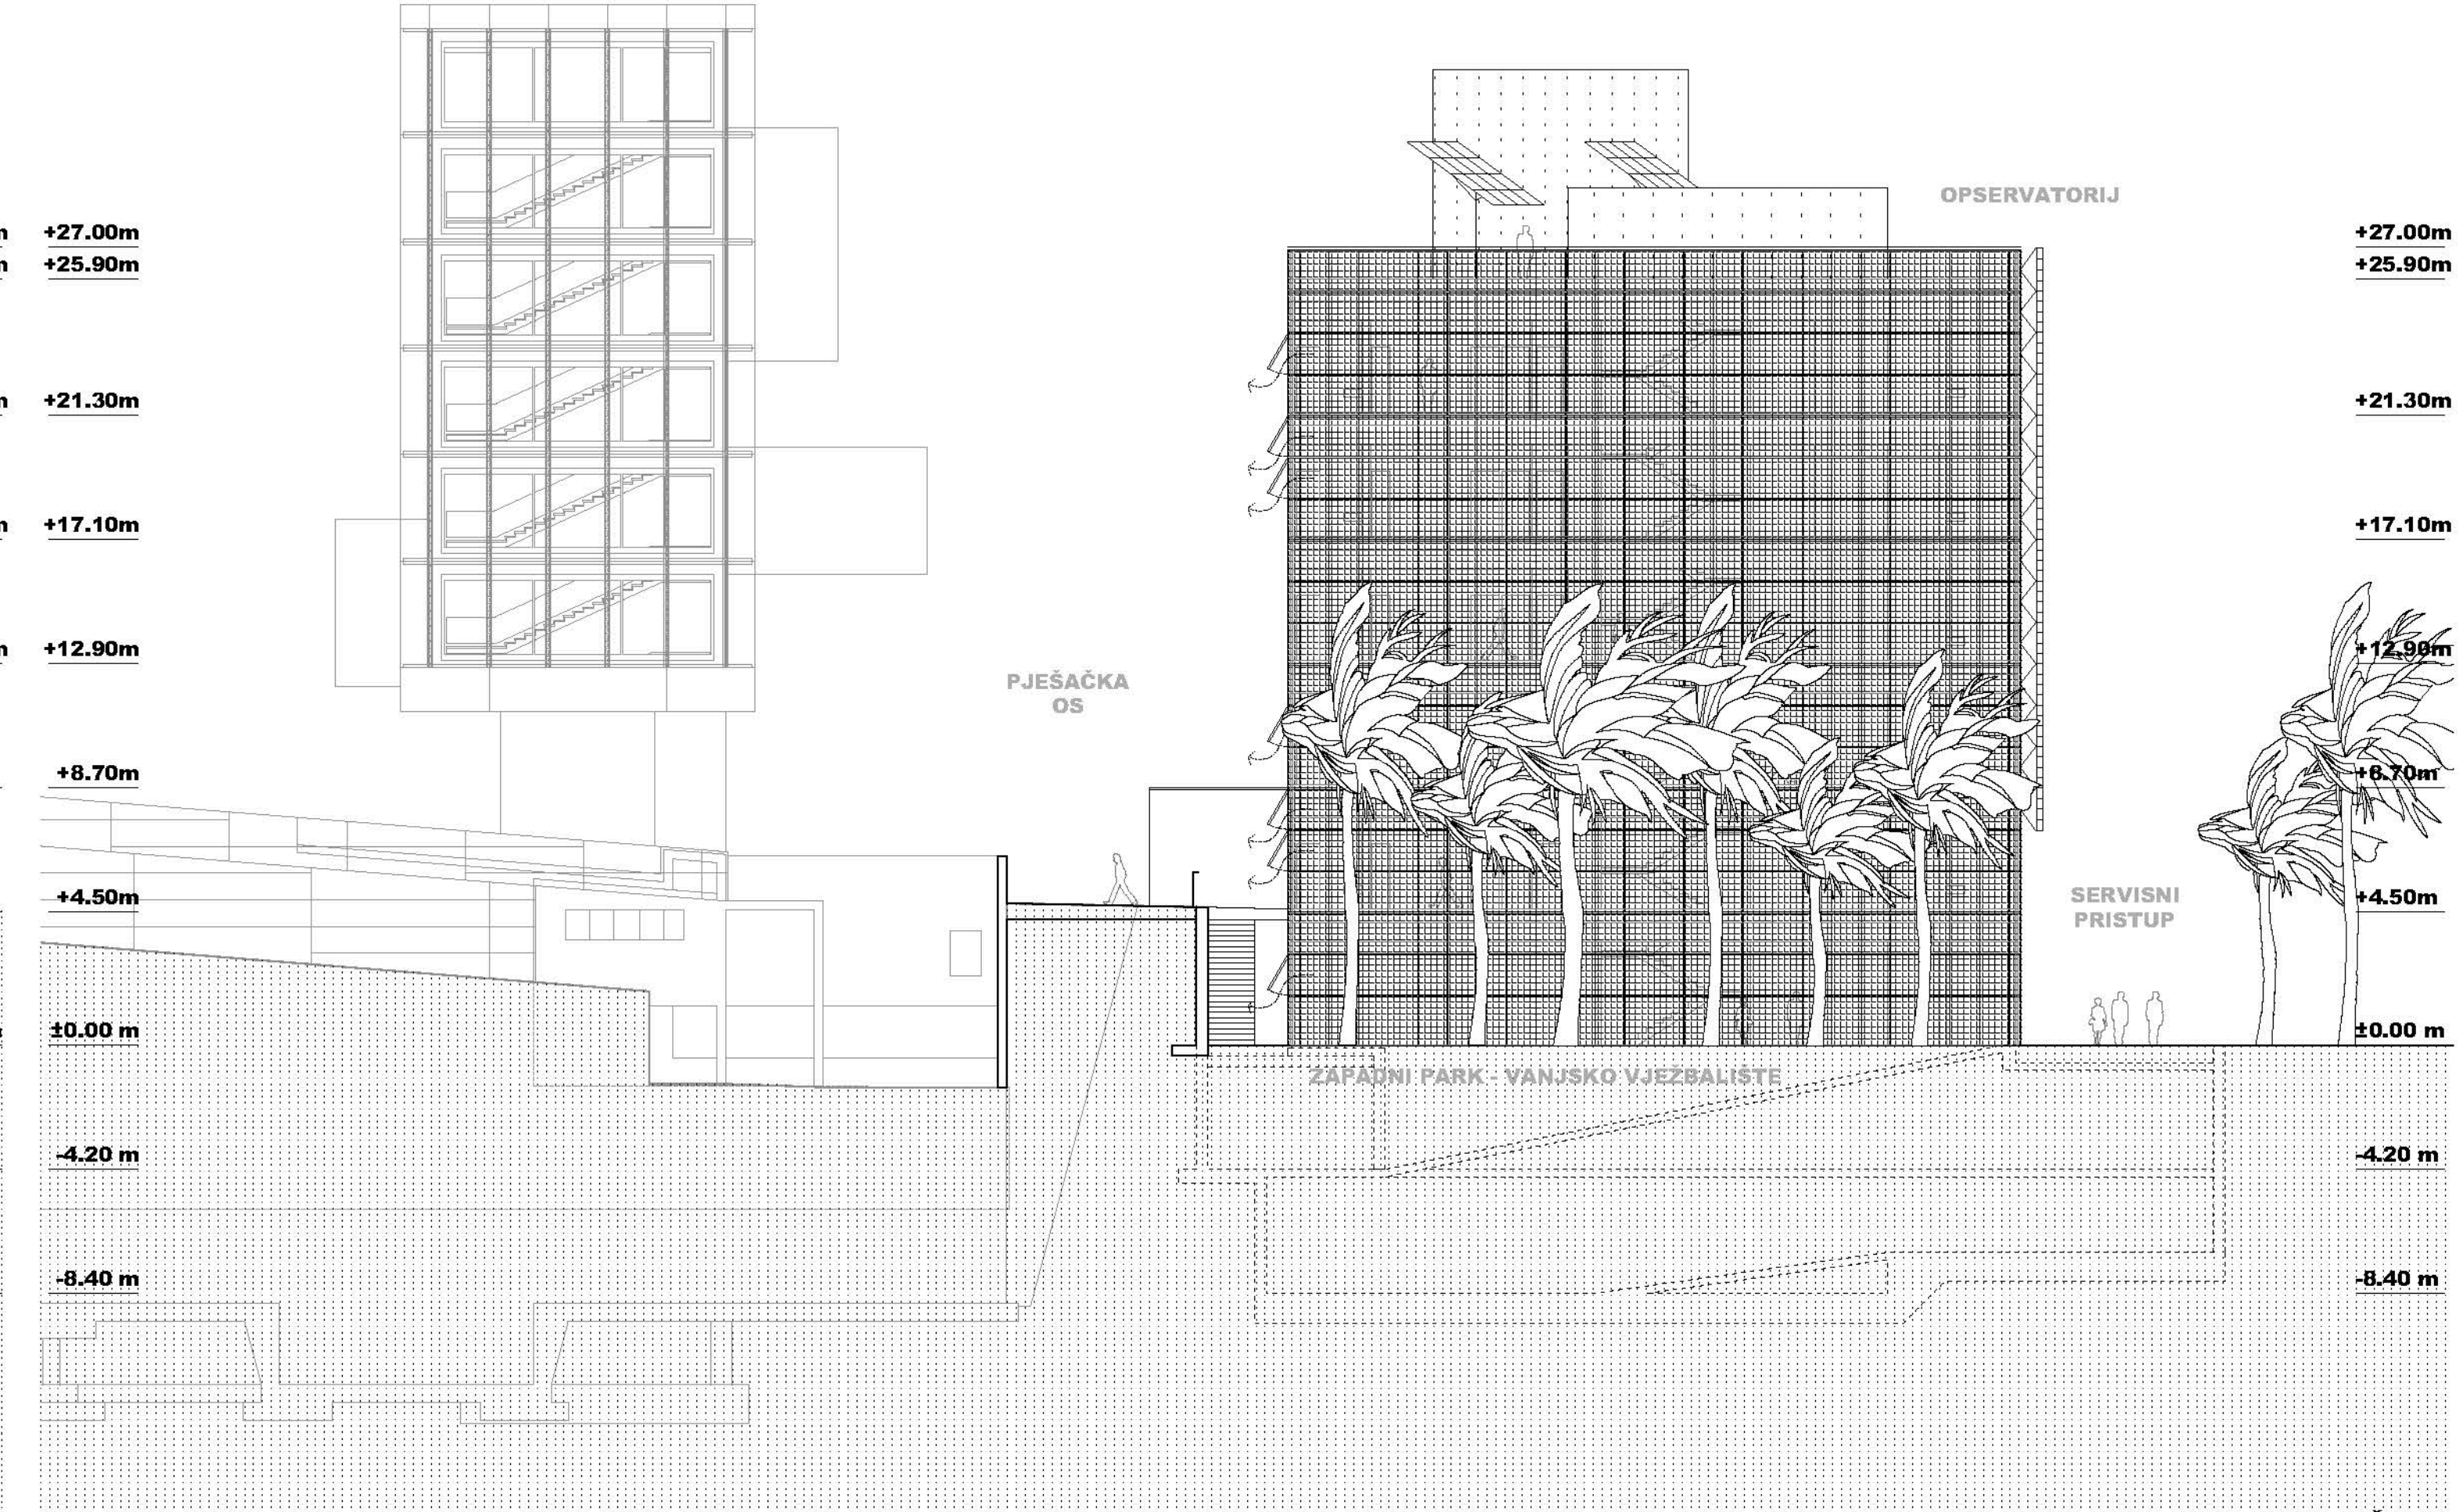 OPSERVATORIJ
m +27.00m +27.00m
m +25.90m +25.90m
m +21.30m +21.30m
m +17.10m +17.10m
m +12.90m +12.90m
PJEŠAČKA
OS
+8.70m +8.70m
+4.50m +4.50m
SERVISNI
PRISTUP
±0.00 m ±0.00 m
ZAPADNI PARK - VANJSKO VJEŽBALIŠTE
-4.20 m -4.20 m
-8.40 m -8.40 m